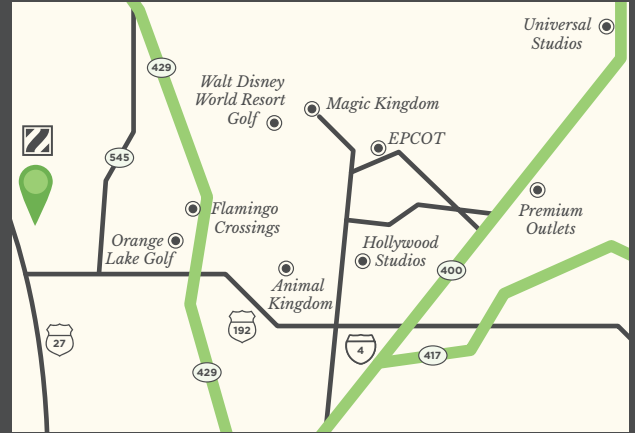 Universal
Studios
429
Walt Disney
World Resort
Golf
Magic Kingdom
EPCOT
545
Flamingo
Crossings
Premium
Outlets
Orange
Lake Golf
Hollywood
Studios
400
Animal
Kingdom
27
192
4
417
429